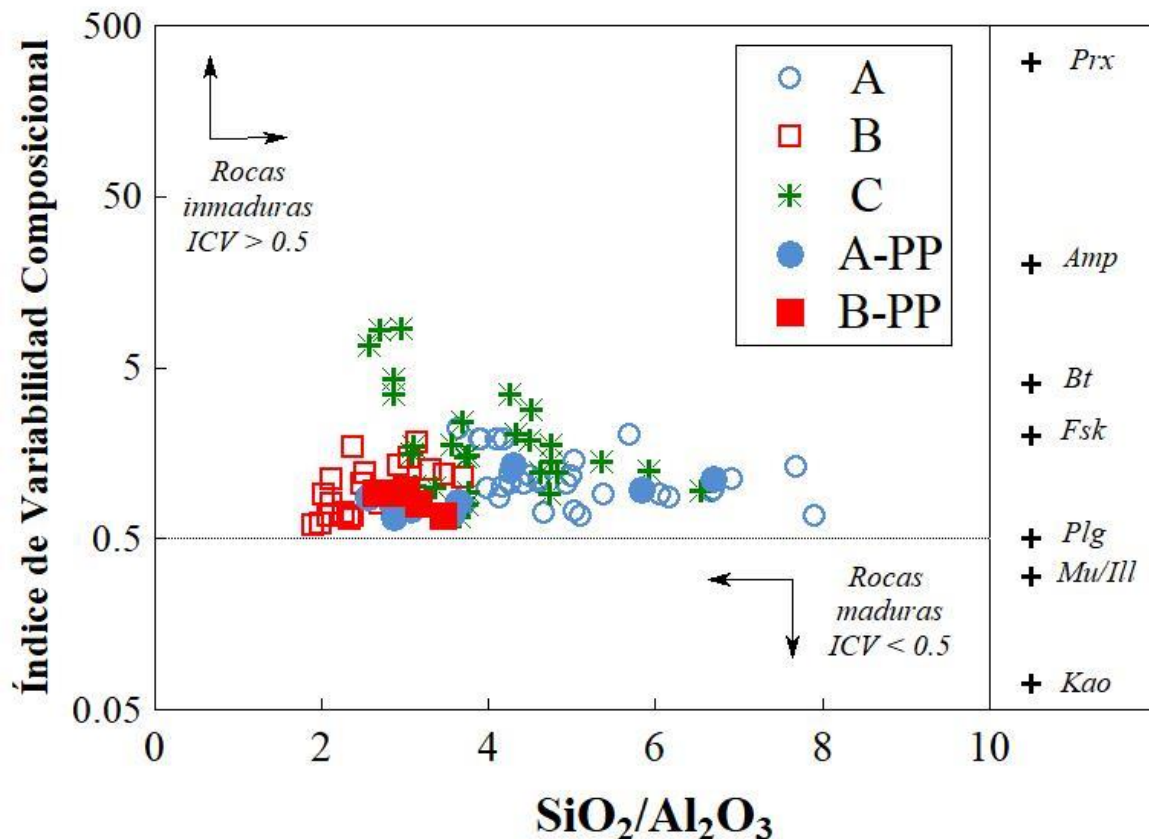 Índice de Variabilidad Composicional
500
50
5
0.5
0.05
Rocas
inmaduras
ICV > 0.5
A
B
C
A-PP
B-PP
Rocas
maduras
ICV < 0.5
Prx
Amp
Bt
Fsk
Plg
Mu/Ill
Kao
0 2 4 6 8 10
SiO₂/Al₂O₃